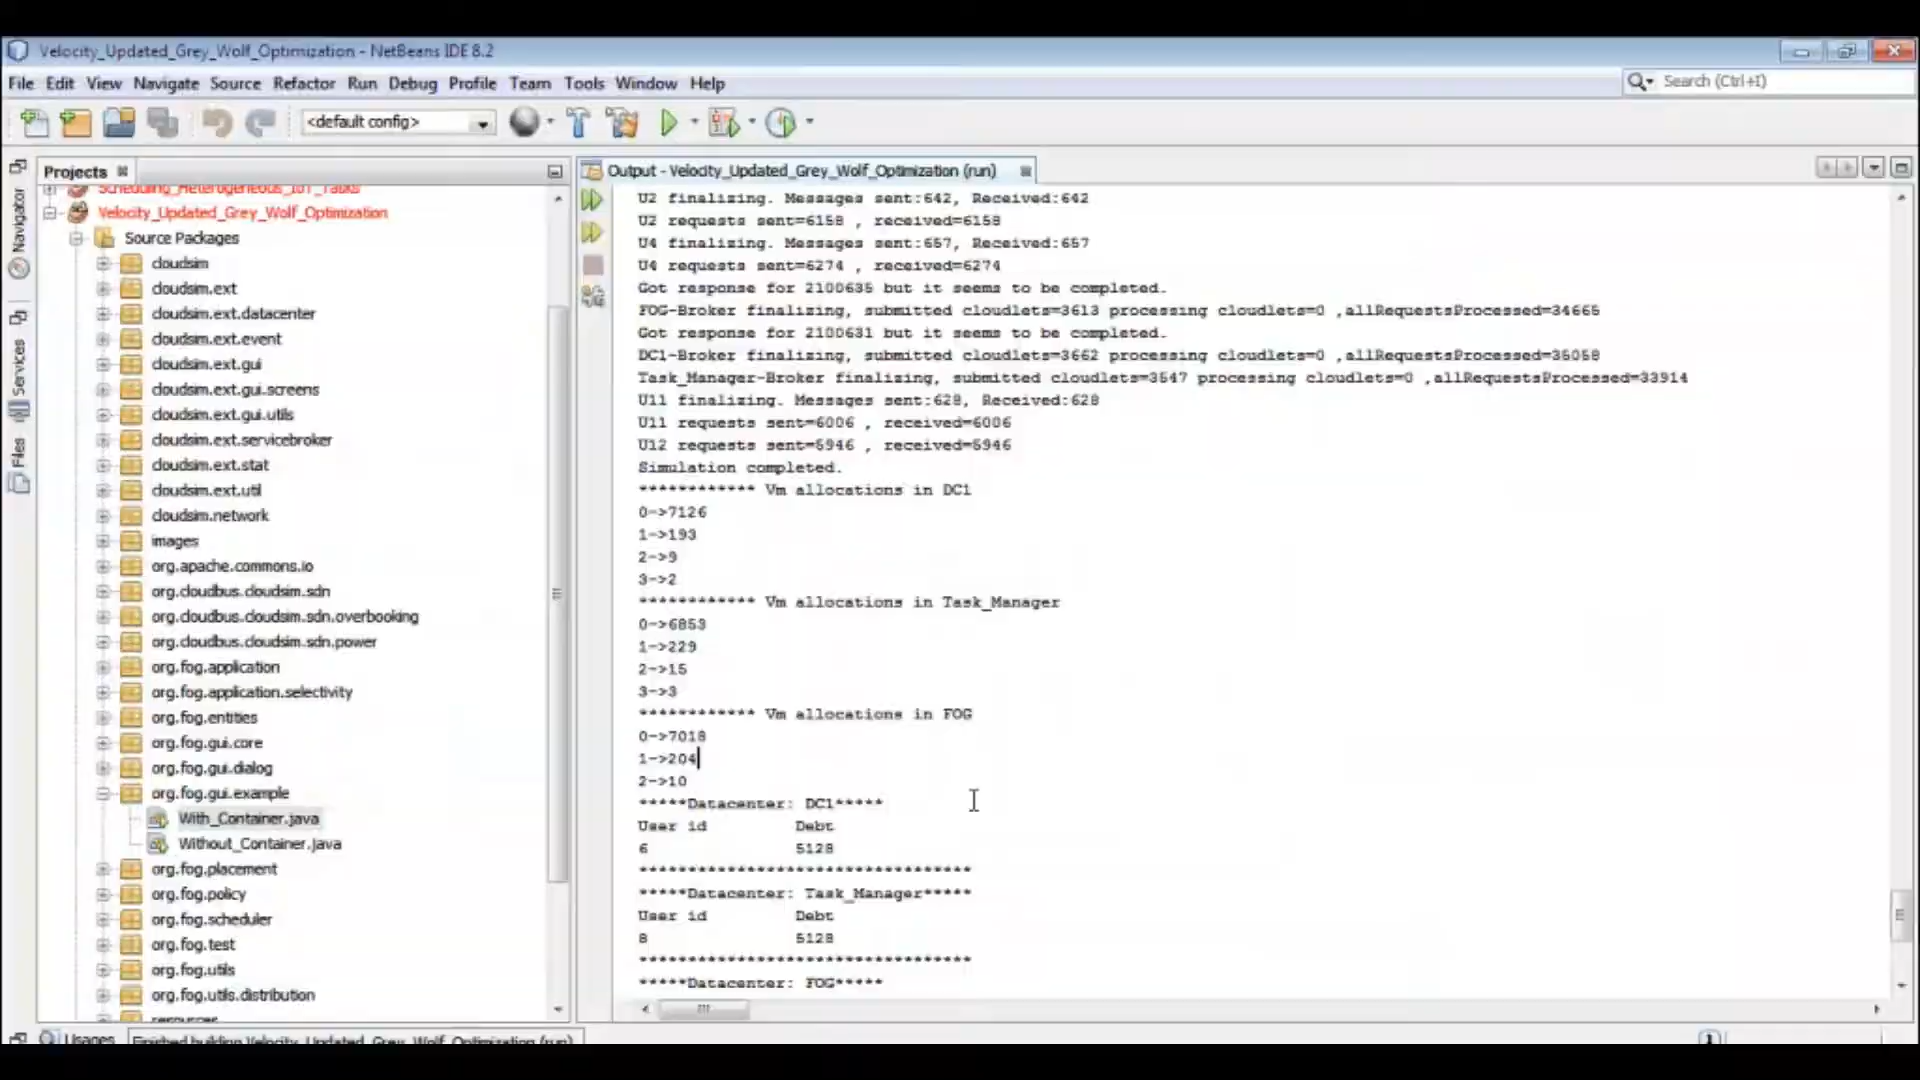 Velocity_Updated_Grey_Wolf_Optimization - NetBeans IDE 8.2
File Edit View Navigate Source Refactor Run Debug Profile Team Tools Window Help
Search (Ctrl+I)
<default config>
Projects
Navigator
Services
Files
Scheduling_Heterogeneous_IoT_Tasks
Velocity_Updated_Grey_Wolf_Optimization
Source Packages
cloudsim
cloudsim.ext
cloudsim.ext.datacenter
cloudsim.ext.event
cloudsim.ext.gui
cloudsim.ext.gui.screens
cloudsim.ext.gui.utils
cloudsim.ext.servicebroker
cloudsim.ext.stat
cloudsim.ext.util
cloudsim.network
images
org.apache.commons.io
org.cloudbus.cloudsim.sdn
org.cloudbus.cloudsim.sdn.overbooking
org.cloudbus.cloudsim.sdn.power
org.fog.application
org.fog.application.selectivity
org.fog.entities
org.fog.gui.core
org.fog.gui.dialog
org.fog.gui.example
With_Container.java
Without_Container.java
org.fog.placement
org.fog.policy
org.fog.scheduler
org.fog.test
org.fog.utils
org.fog.utils.distribution
resources
Output - Velocity_Updated_Grey_Wolf_Optimization (run)
U2 finalizing. Messages sent:642, Received:642
U2 requests sent=6158 , received=6158
U4 finalizing. Messages sent:657, Received:657
U4 requests sent=6274 , received=6274
Got response for 2100635 but it seems to be completed.
FOG-Broker finalizing, submitted cloudlets=3613 processing cloudlets=0 ,allRequestsProcessed=34665
Got response for 2100631 but it seems to be completed.
DC1-Broker finalizing, submitted cloudlets=3662 processing cloudlets=0 ,allRequestsProcessed=35058
Task_Manager-Broker finalizing, submitted cloudlets=3547 processing cloudlets=0 ,allRequestsProcessed=33914
U11 finalizing. Messages sent:628, Received:628
U11 requests sent=6006 , received=6006
U12 requests sent=5946 , received=5946
Simulation completed.
************ Vm allocations in DC1
0->7126
1->193
2->9
3->2
************ Vm allocations in Task_Manager
0->6853
1->229
2->15
3->3
************ Vm allocations in FOG
0->7018
1->204
2->10
*****Datacenter: DC1*****
User id Debt
6 5128
**********************************
*****Datacenter: Task_Manager*****
User id Debt
8 5128
**********************************
*****Datacenter: FOG*****
Usages
Finished building Velocity_Updated_Grey_Wolf_Optimization (run)